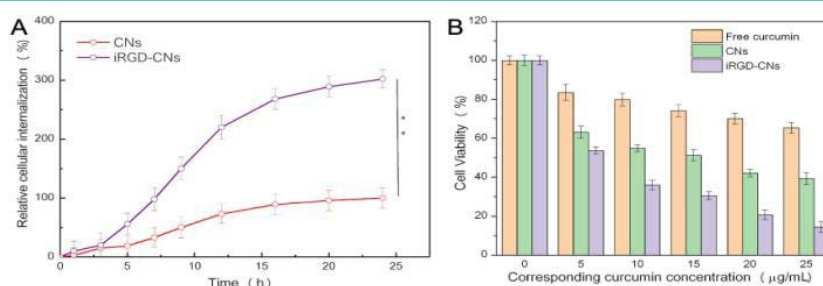 A
Relative cellular internalization （ %）
400
300
200
100
0
CNs
iRGD-CNs
**
0 5 10 15 20 25
Time （h）
B
Cell Viability （%）
120
100
80
60
40
20
0
Free curcumin
CNs
iRGD-CNs
0 5 10 15 20 25
Corresponding curcumin concentration （ μg/mL）